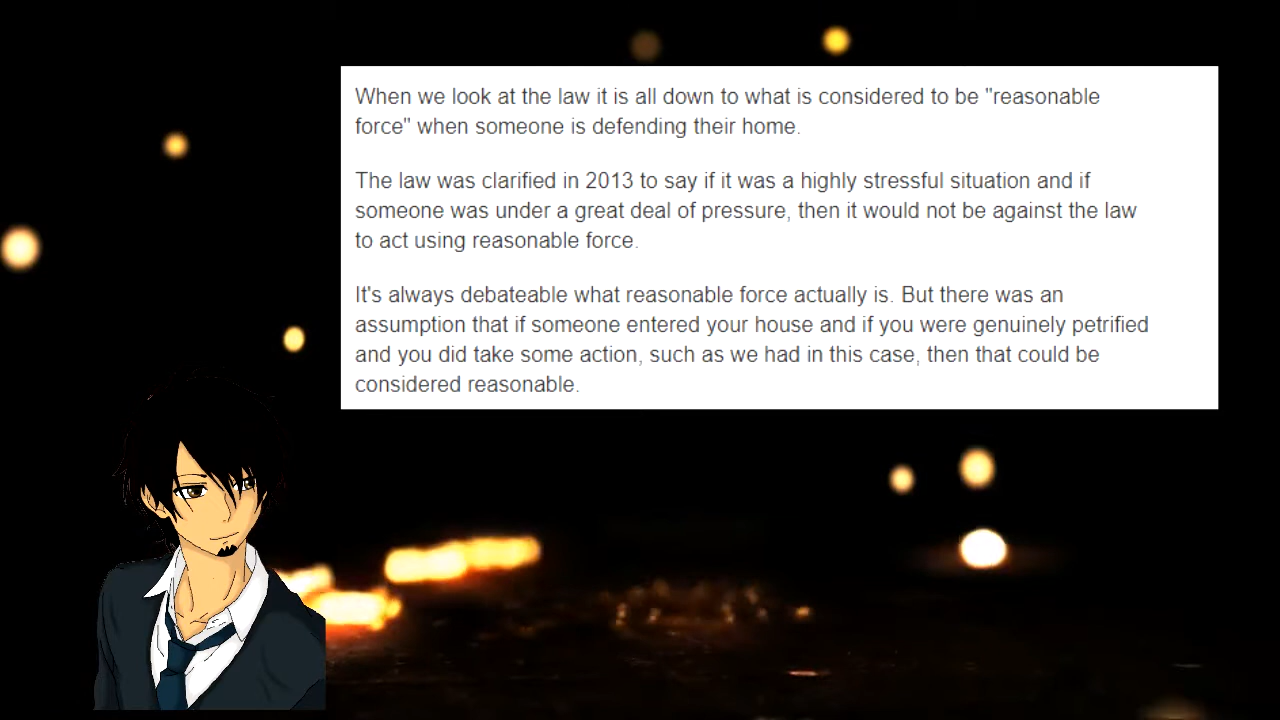 When we look at the law it is all down to what is considered to be "reasonable
force" when someone is defending their home.
The law was clarified in 2013 to say if it was a highly stressful situation and if
someone was under a great deal of pressure, then it would not be against the law
to act using reasonable force.
It's always debateable what reasonable force actually is. But there was an
assumption that if someone entered your house and if you were genuinely petrified
and you did take some action, such as we had in this case, then that could be
considered reasonable.